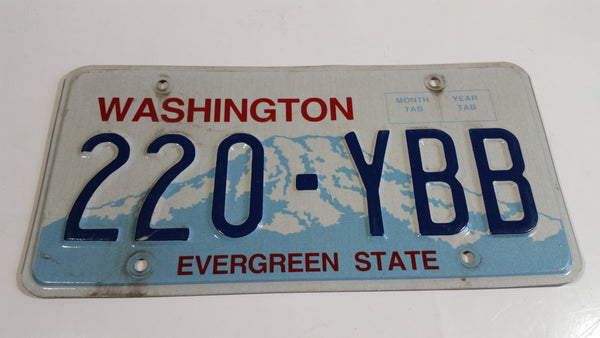 WASHINGTON
MONTH TAB YEAR TAB
220-YBB
EVERGREEN STATE